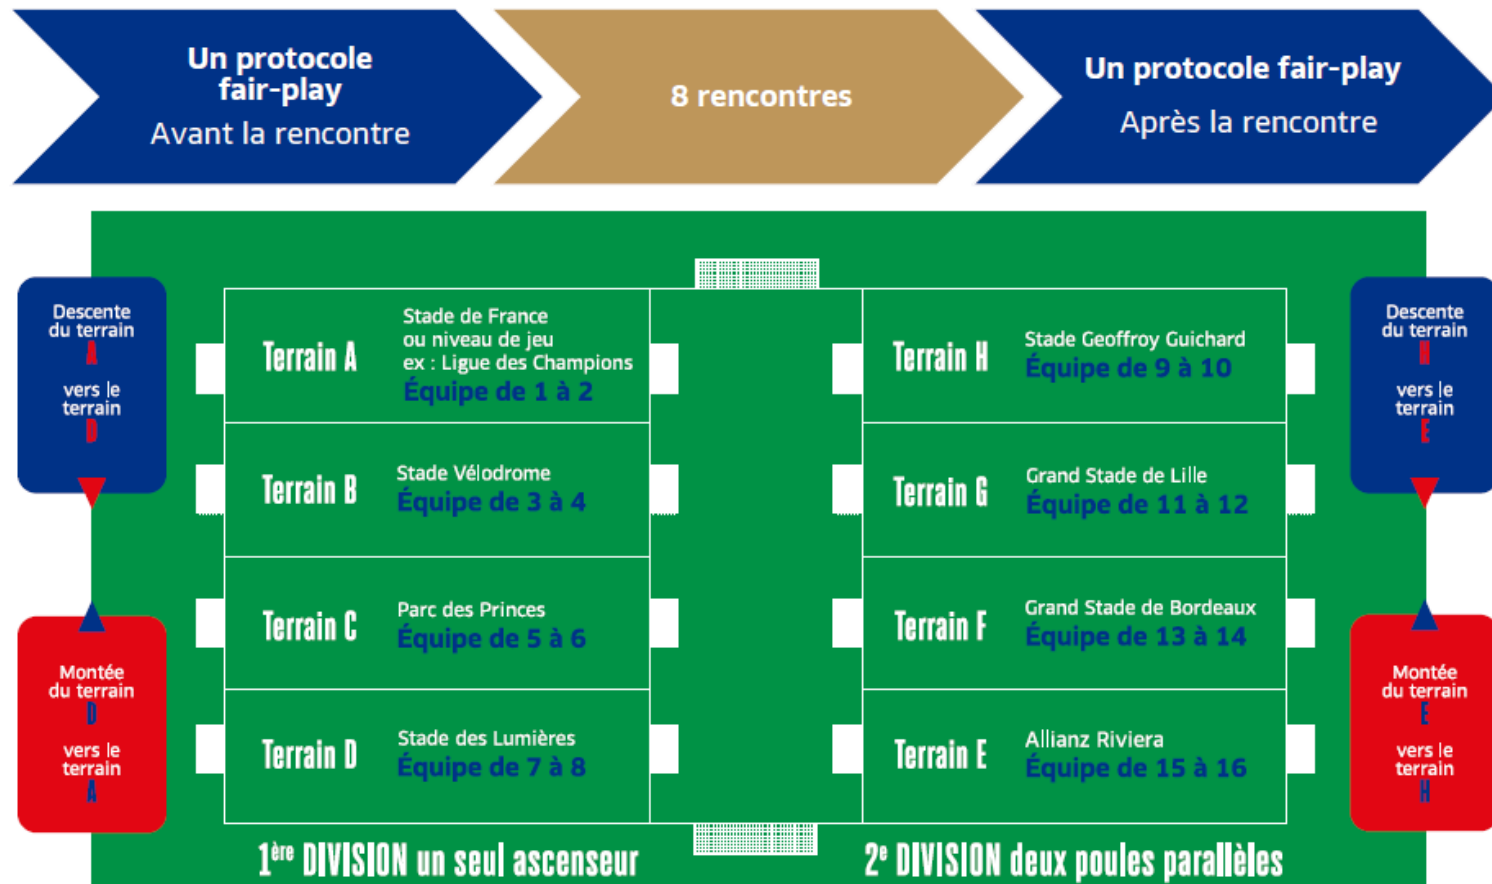 Un protocole
fair-play
Avant la rencontre
8 rencontres
Un protocole fair-play
Après la rencontre
Descente
du terrain
A
vers le
terrain
D
Montée
du terrain
D
vers le
terrain
A
Terrain A
Stade de France
ou niveau de jeu
ex : Ligue des Champions
Équipe de 1 à 2
Terrain B
Stade Vélodrome
Équipe de 3 à 4
Terrain C
Parc des Princes
Équipe de 5 à 6
Terrain D
Stade des Lumières
Équipe de 7 à 8
1ère DIVISION un seul ascenseur
Terrain H
Stade Geoffroy Guichard
Équipe de 9 à 10
Terrain G
Grand Stade de Lille
Équipe de 11 à 12
Terrain F
Grand Stade de Bordeaux
Équipe de 13 à 14
Terrain E
Allianz Riviera
Équipe de 15 à 16
2e DIVISION deux poules parallèles
Descente
du terrain
H
vers le
terrain
E
Montée
du terrain
E
vers le
terrain
H